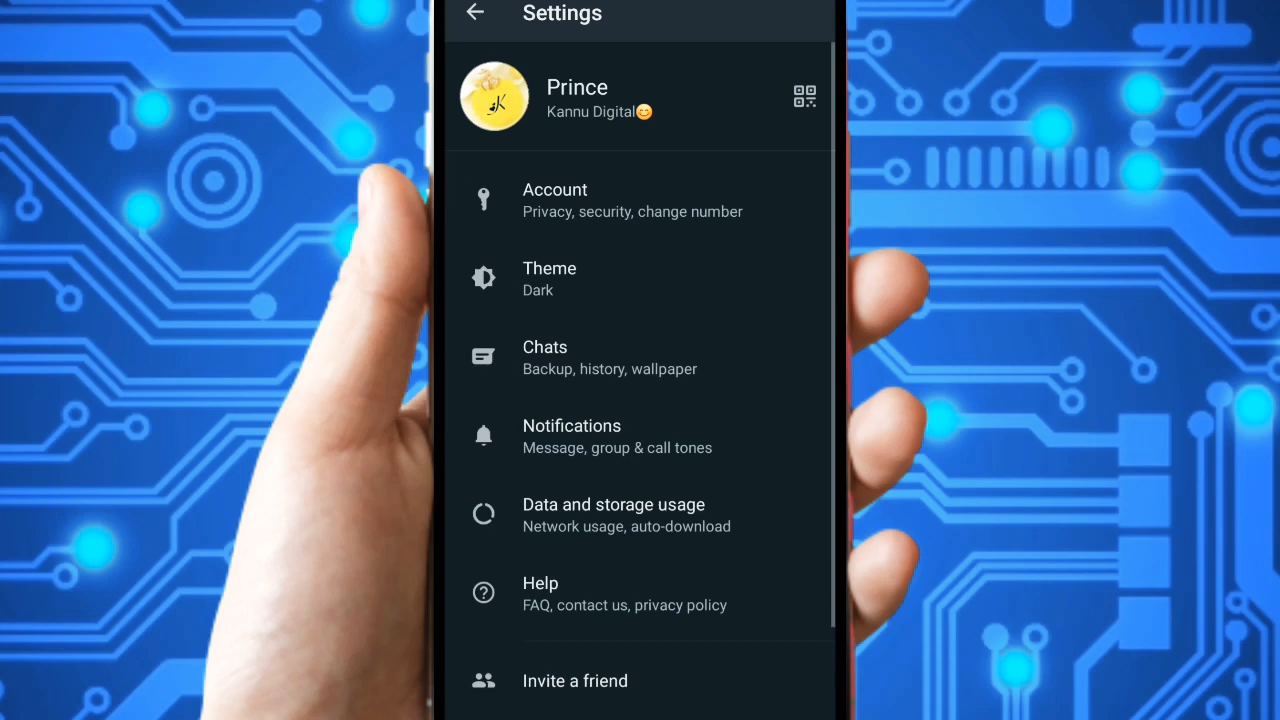 Settings
Prince
Kannu Digital😊
Account
Privacy, security, change number
Theme
Dark
Chats
Backup, history, wallpaper
Notifications
Message, group & call tones
Data and storage usage
Network usage, auto-download
Help
FAQ, contact us, privacy policy
Invite a friend